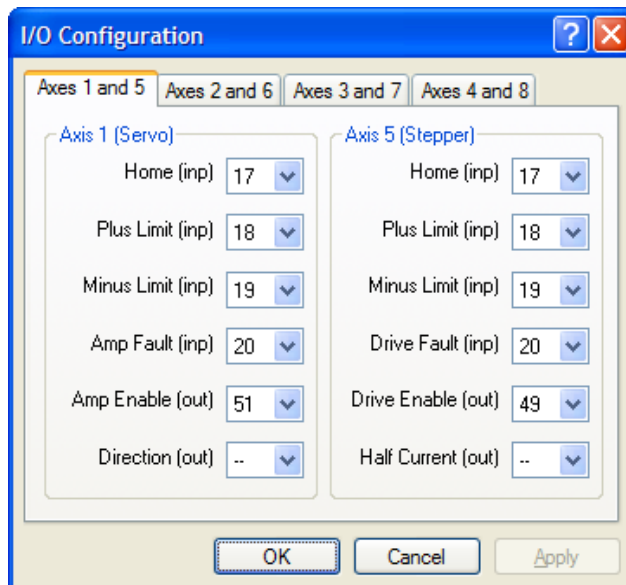 I/O Configuration
Axes 1 and 5 Axes 2 and 6 Axes 3 and 7 Axes 4 and 8
Axis 1 (Servo)
Home (inp) 17
Plus Limit (inp) 18
Minus Limit (inp) 19
Amp Fault (inp) 20
Amp Enable (out) 51
Direction (out) --
Axis 5 (Stepper)
Home (inp) 17
Plus Limit (inp) 18
Minus Limit (inp) 19
Drive Fault (inp) 20
Drive Enable (out) 49
Half Current (out) --
OK Cancel Apply